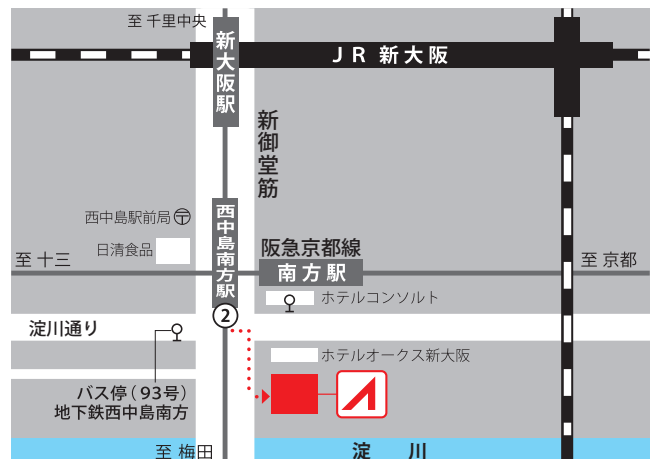 至 千里中央
新大阪駅
JR 新大阪
新御堂筋
西中島駅前局
日清食品
西中島南方駅
阪急京都線
南方駅
至 十三
至 京都
ホテルコンソルト
2
淀川通り
ホテルオークス新大阪
バス停（93号）
地下鉄西中島南方
至 梅田
淀 川